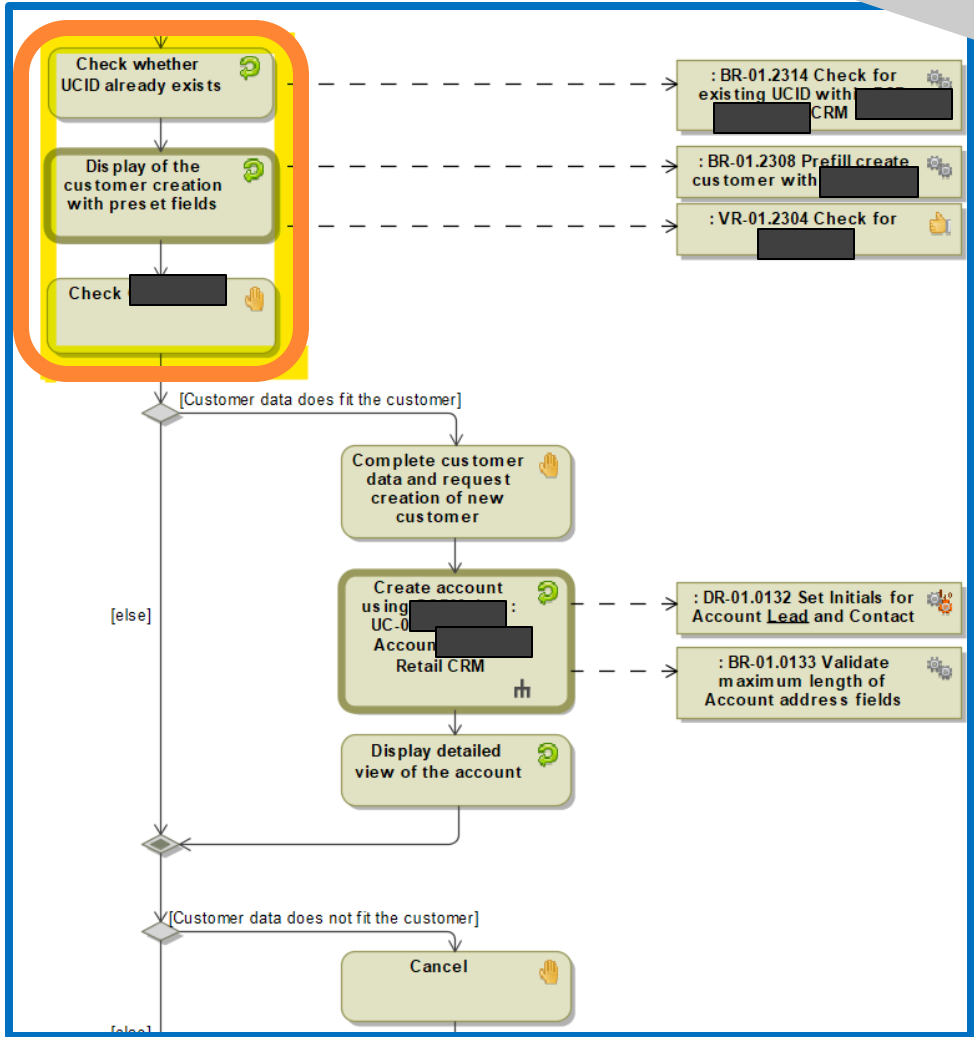 Check whether
UCID already exists
: BR-01.2314 Check for
existing UCID
CRM
Display of the
customer creation
with preset fields
: BR-01.2308 Prefill create
customer with
: VR-01.2304 Check for
Check
[Customer data does fit the customer]
Complete customer
data and request
creation of new
customer
[else]
Create account
using :
UC-0
Accoun
Retail CRM
: DR-01.0132 Set Initials for
Account Lead and Contact
: BR-01.0133 Validate
maximum length of
Account address fields
Display detailed
view of the account
[Customer data does not fit the customer]
Cancel
[else]